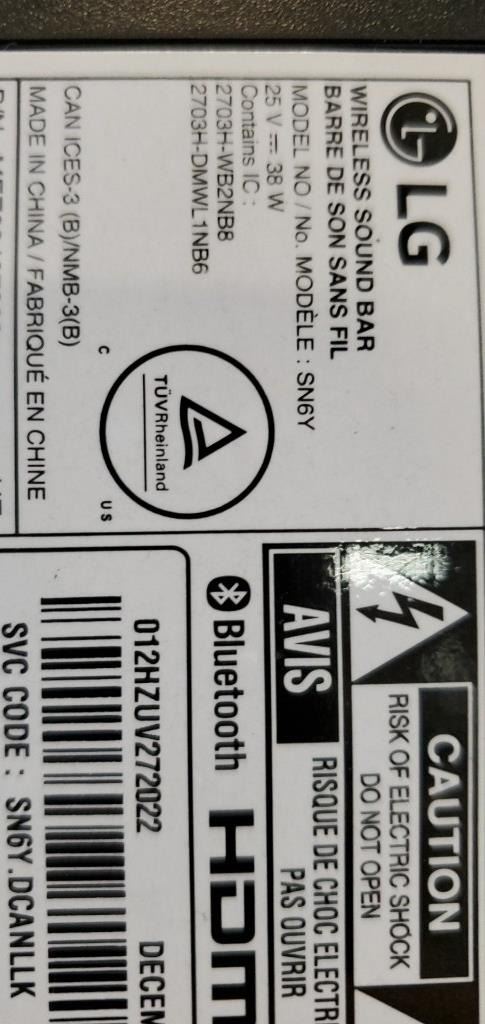 LG
WIRELESS SOUND BAR
BARRE DE SON SANS FIL
MODEL NO / No. MODÈLE : SN6Y
25 V ⎓ 38 W
Contains IC :
2703H-WB2NB8
2703H-DMWL1NB6
TÜVRheinland
C US
CAN ICES-3 (B)/NMB-3(B)
MADE IN CHINA / FABRIQUÉ EN CHINE
CAUTION
RISK OF ELECTRIC SHOCK
DO NOT OPEN
AVIS
RISQUE DE CHOC ELECTR
PAS OUVRIR
Bluetooth
HDm
012HZUV272022
DECEM
SVC CODE : SN6Y.DCANLLK